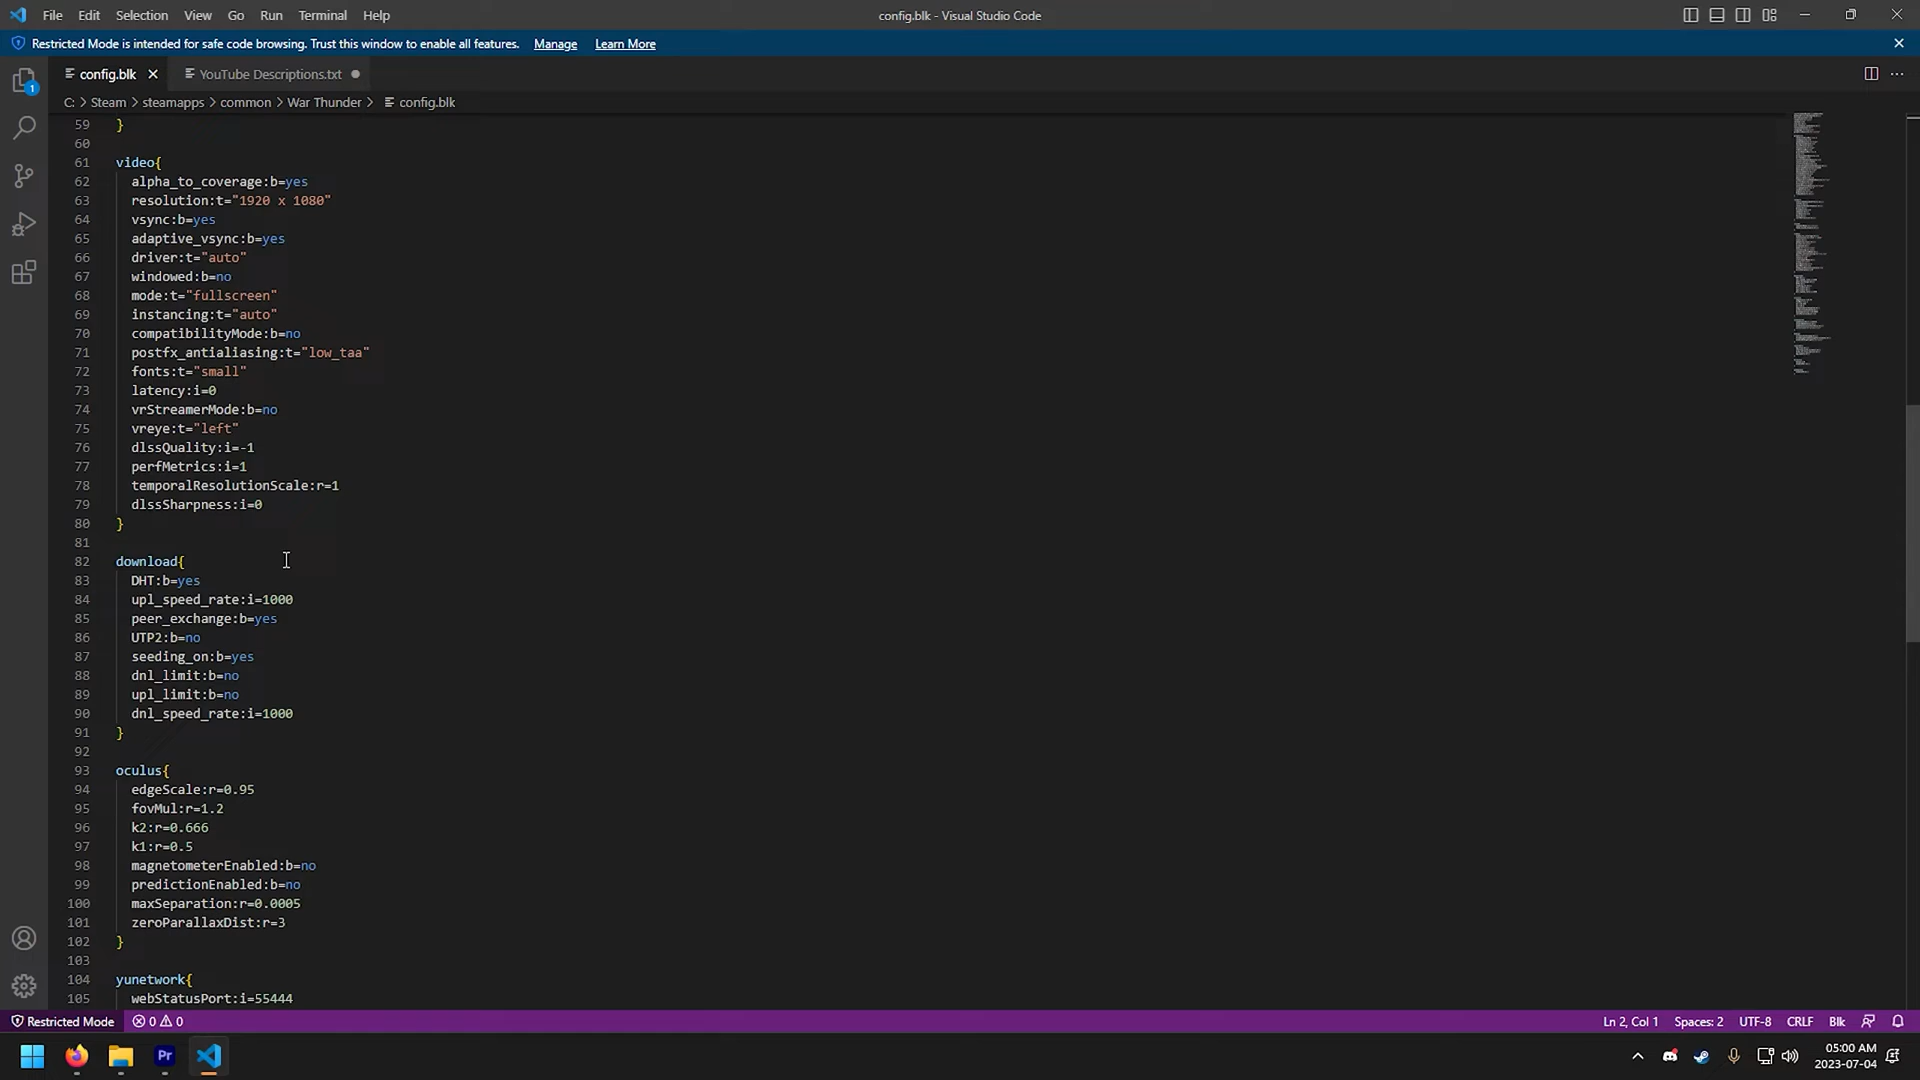 File Edit Selection View Go Run Terminal Help config.blk - Visual Studio Code
Restricted Mode is intended for safe code browsing. Trust this window to enable all features. Manage Learn More
config.blk YouTube Descriptions.txt
C: > Steam > steamapps > common > War Thunder > config.blk
59 }
60
61 video{
62 alpha_to_coverage:b=yes
63 resolution:t="1920 x 1080"
64 vsync:b=yes
65 adaptive_vsync:b=yes
66 driver:t="auto"
67 windowed:b=no
68 mode:t="fullscreen"
69 instancing:t="auto"
70 compatibilityMode:b=no
71 postfx_antialiasing:t="low_taa"
72 fonts:t="small"
73 latency:i=0
74 vrStreamerMode:b=no
75 vreye:t="left"
76 dlssQuality:i=-1
77 perfMetrics:i=1
78 temporalResolutionScale:r=1
79 dlssSharpness:i=0
80 }
81
82 download{
83 DHT:b=yes
84 upl_speed_rate:i=1000
85 peer_exchange:b=yes
86 UTP2:b=no
87 seeding_on:b=yes
88 dnl_limit:b=no
89 upl_limit:b=no
90 dnl_speed_rate:i=1000
91 }
92
93 oculus{
94 edgeScale:r=0.95
95 fovMul:r=1.2
96 k2:r=0.666
97 k1:r=0.5
98 magnetometerEnabled:b=no
99 predictionEnabled:b=no
100 maxSeparation:r=0.0005
101 zeroParallaxDist:r=3
102 }
103
104 yunetwork{
105 webStatusPort:i=55444
1
Restricted Mode 0 0 Ln 2, Col 1 Spaces: 2 UTF-8 CRLF Blk
Pr
05:00 AM
2023-07-04